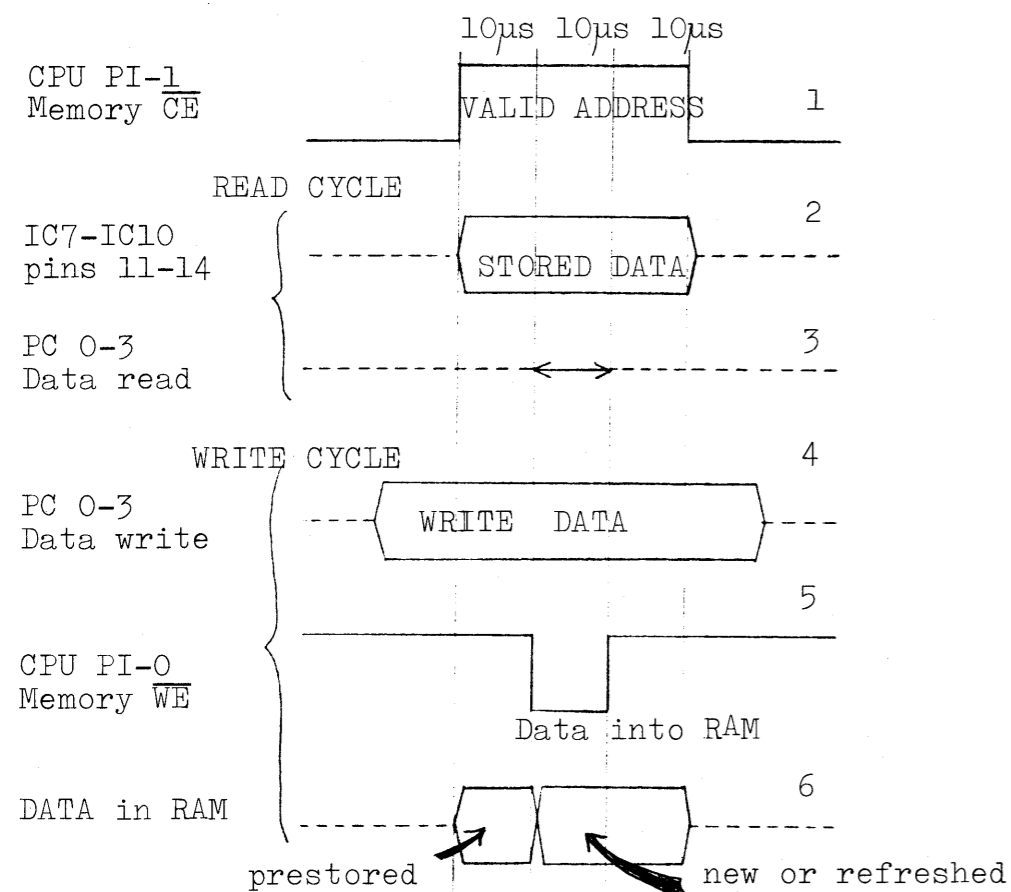 10µs 10µs 10µs
CPU PI-1
Memory CE
VALID ADDRESS
1
READ CYCLE
2
IC7-IC10
pins 11-14
STORED DATA
3
PC 0-3
Data read
WRITE CYCLE
4
PC 0-3
Data write
WRITE DATA
5
CPU PI-0
Memory WE
Data into RAM
6
DATA in RAM
prestored
new or refreshed